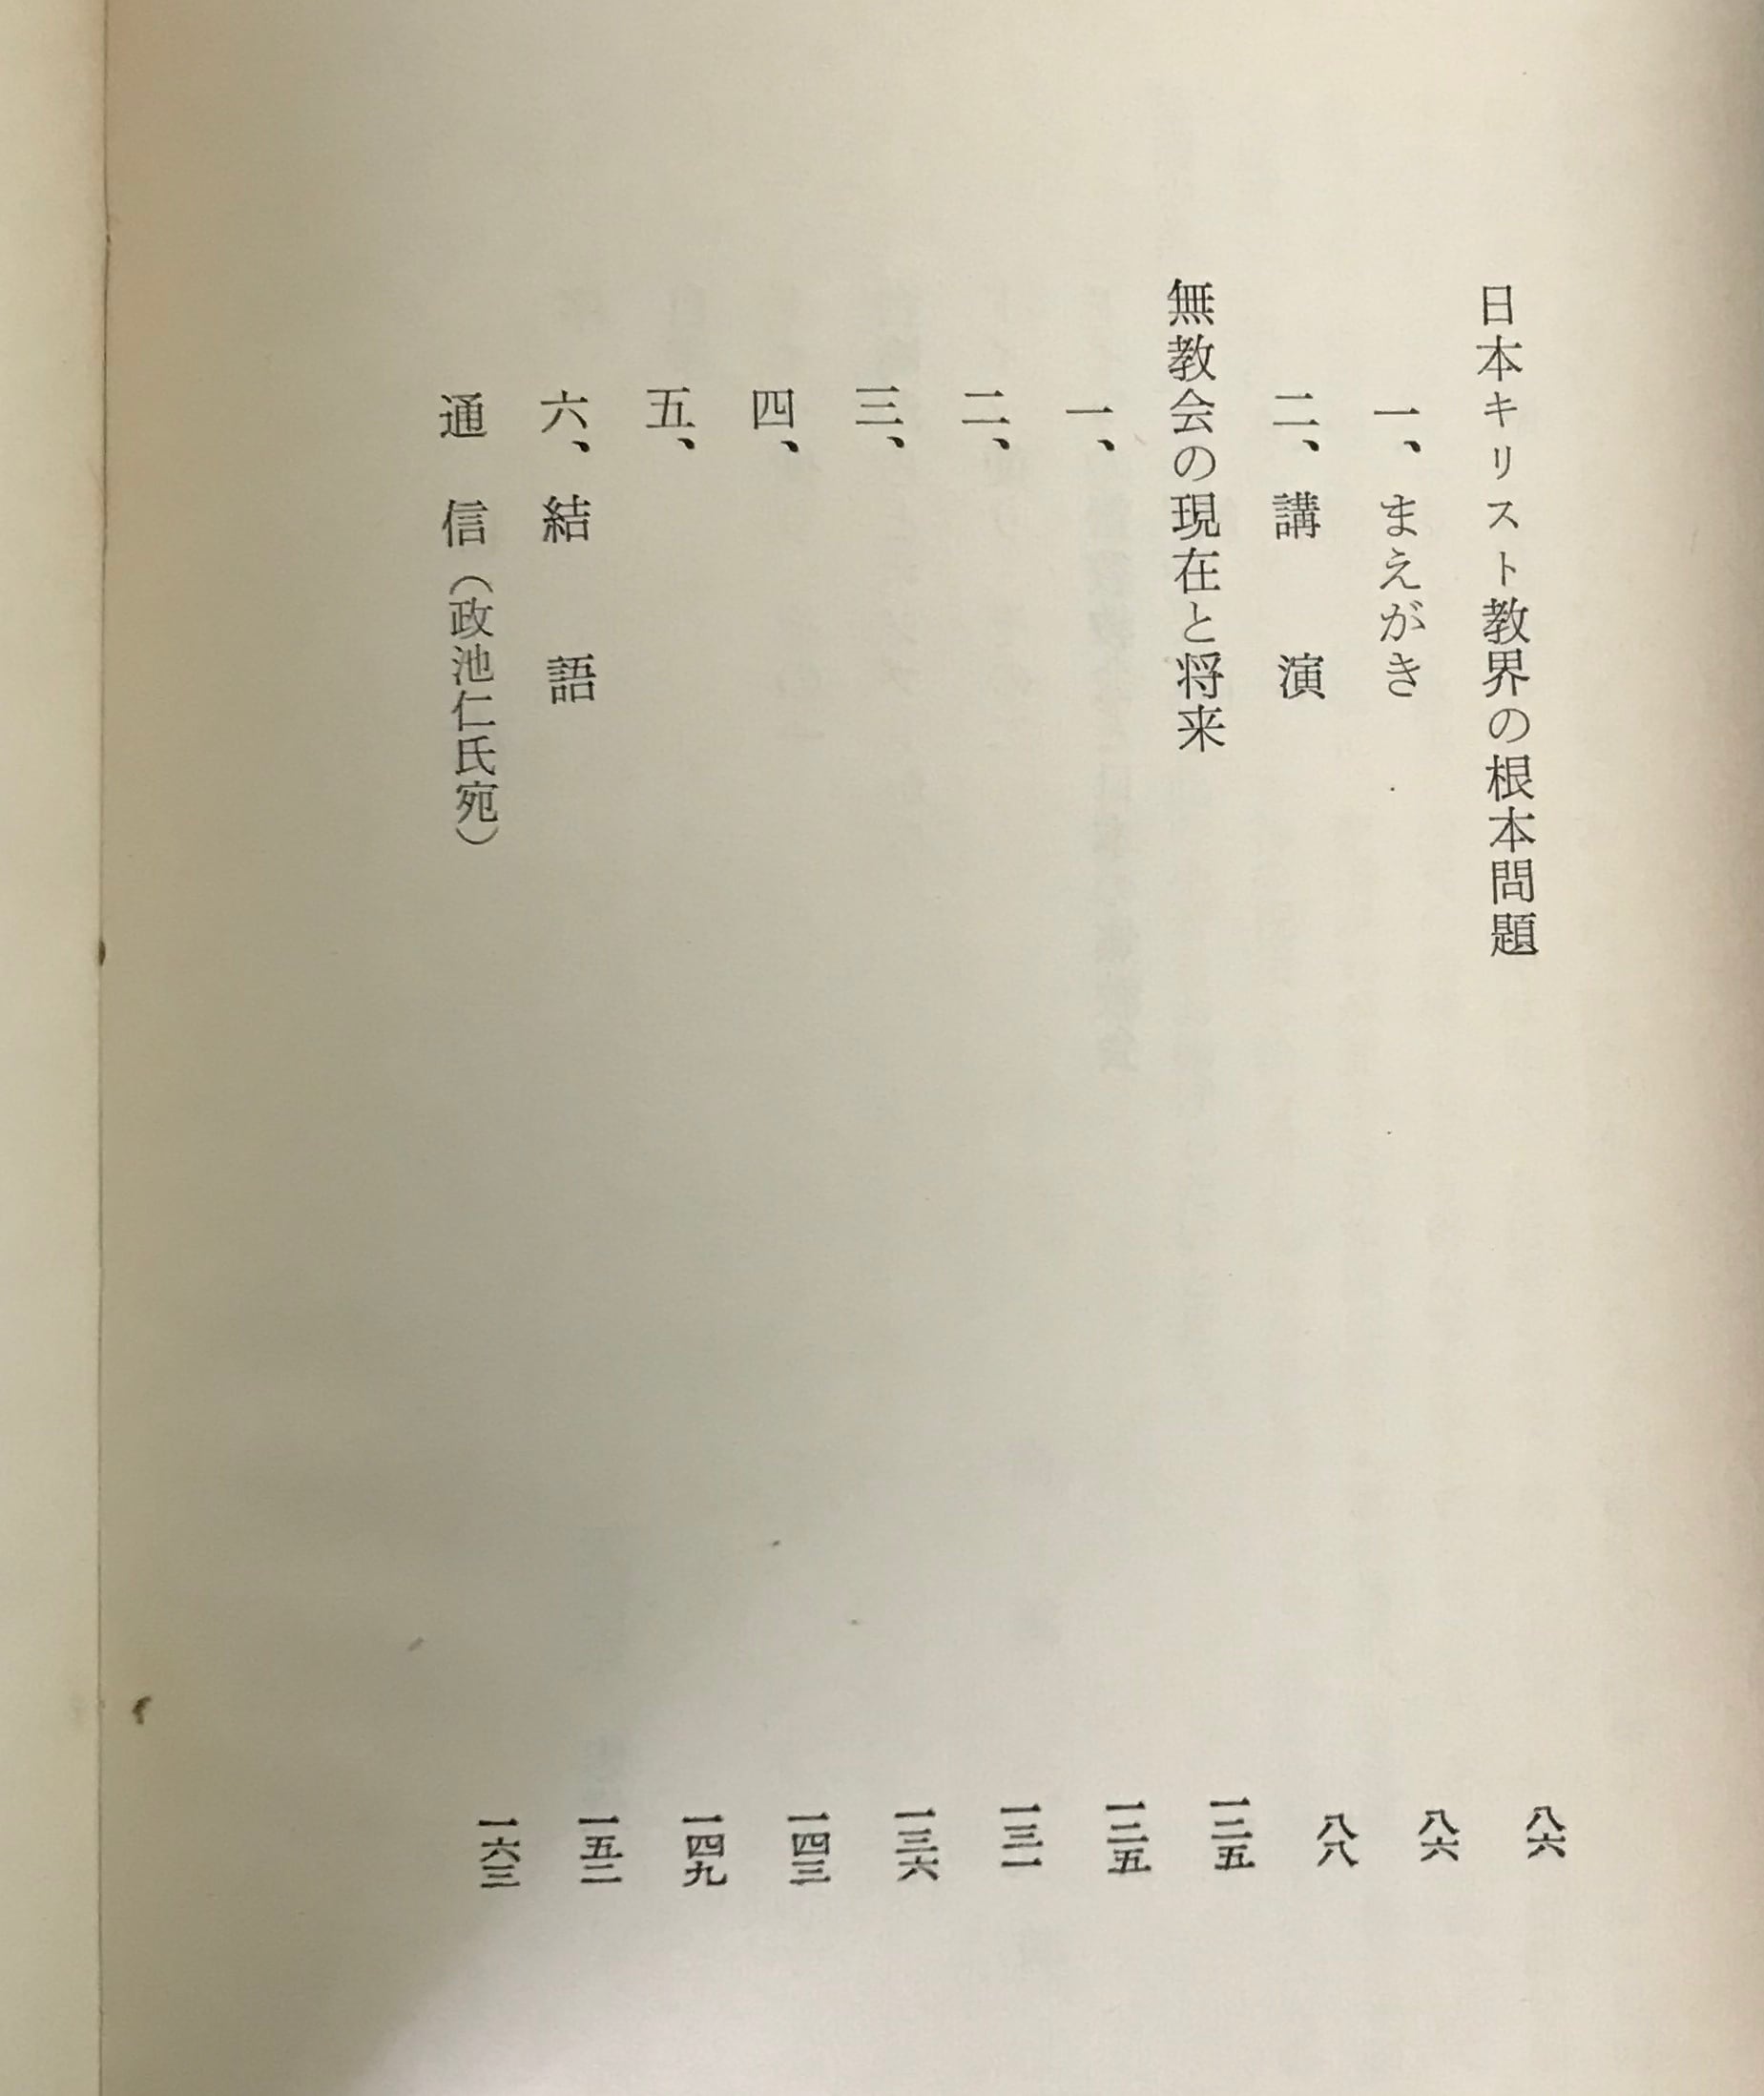 日本キリスト教界の根本問題 八六
一、まえがき 八六
二、講演 八八
無教会の現在と将来 一二五
一、 一二五
二、 一三一
三、 一三六
四、 一四三
五、 一四九
六、結語 一五二
通信（政池仁氏宛） 一六三